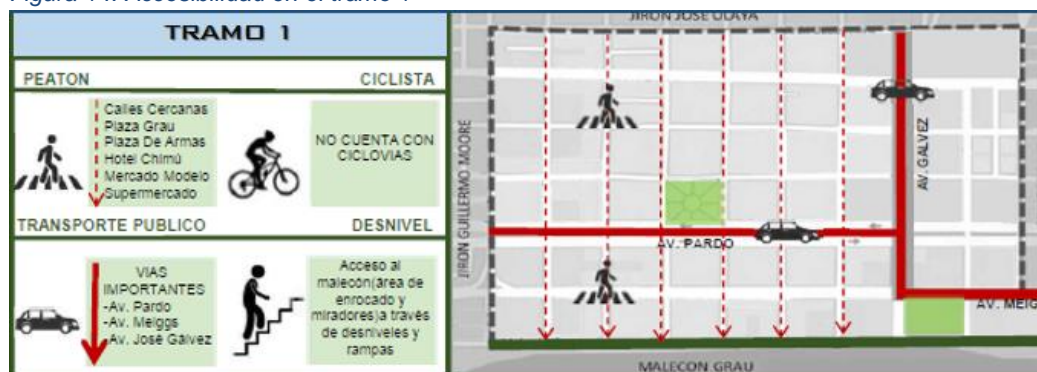 TRAMO 1
PEATON
Calles Cercanas
Plaza Grau
Plaza De Armas
Hotel Chimú
Mercado Modelo
Supermercado
CICLISTA
NO CUENTA CON
CICLOVIAS
TRANSPORTE PUBLICO
VIAS
IMPORTANTES
-Av. Pardo
-Av. Meiggs
-Av. José Gálvez
DESNIVEL
Acceso al
malecón(área de
enrocado y
miradores)a través
de desniveles y
rampas
JIRON JOSE OLAYA
JIRON GUILLERMO MOORE
AV. GALVEZ
AV. PARDO
AV. MEIG
MALECON GRAU